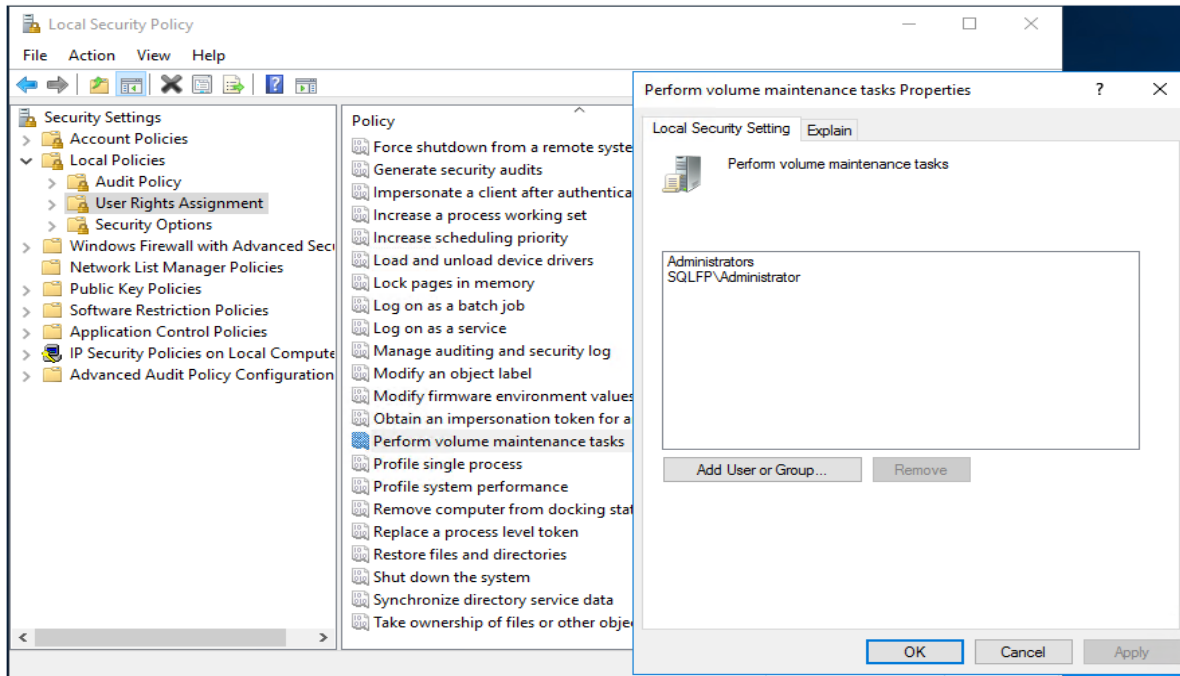 Local Security Policy
File Action View Help
Security Settings
Account Policies
Local Policies
Audit Policy
User Rights Assignment
Security Options
Windows Firewall with Advanced Secu
Network List Manager Policies
Public Key Policies
Software Restriction Policies
Application Control Policies
IP Security Policies on Local Compute
Advanced Audit Policy Configuration
Policy
Force shutdown from a remote syste
Generate security audits
Impersonate a client after authentica
Increase a process working set
Increase scheduling priority
Load and unload device drivers
Lock pages in memory
Log on as a batch job
Log on as a service
Manage auditing and security log
Modify an object label
Modify firmware environment values
Obtain an impersonation token for a
Perform volume maintenance tasks
Profile single process
Profile system performance
Remove computer from docking stat
Replace a process level token
Restore files and directories
Shut down the system
Synchronize directory service data
Take ownership of files or other obje
Perform volume maintenance tasks Properties
Local Security Setting Explain
Perform volume maintenance tasks
Administrators
SQLFP\Administrator
Add User or Group... Remove
OK Cancel Apply